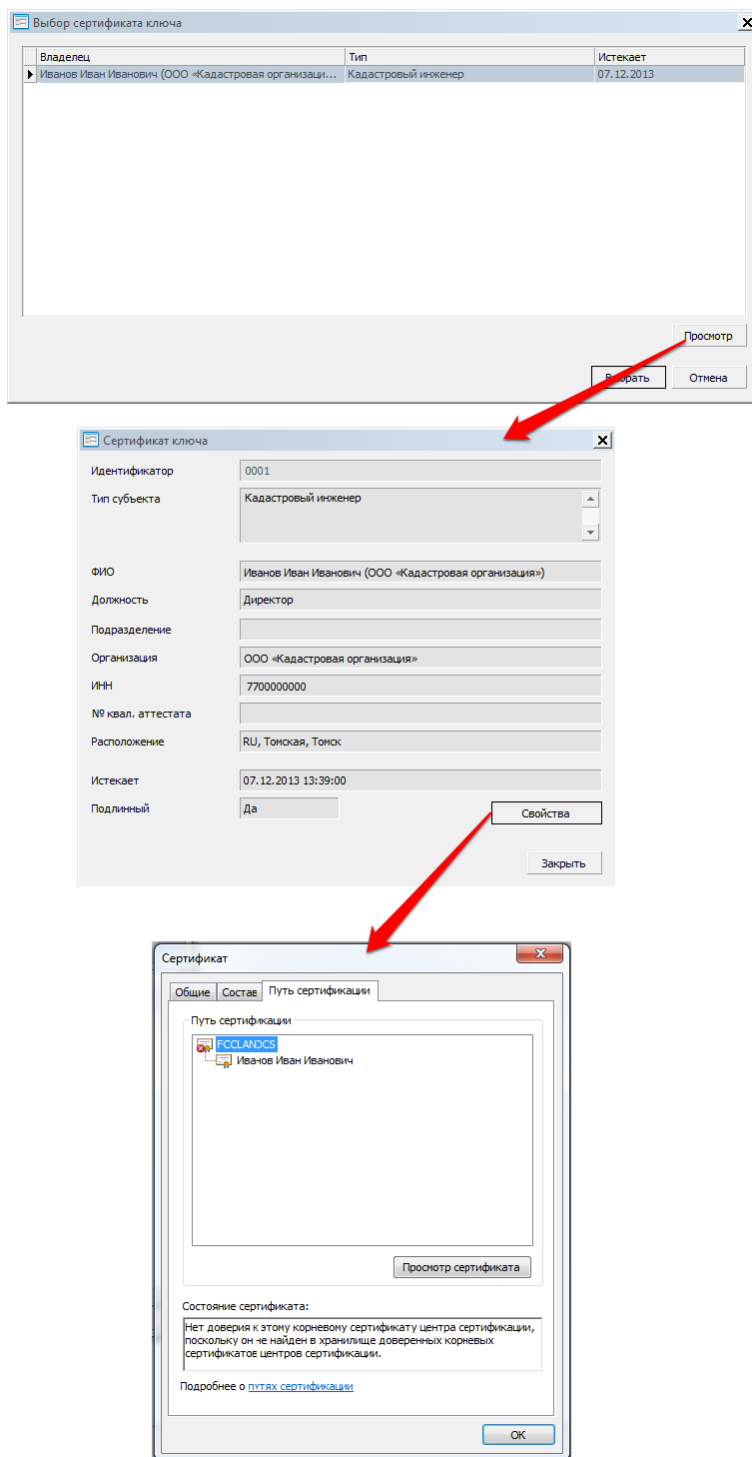 Выбор сертификата ключа
Владелец Тип Истекает
Иванов Иван Иванович (ООО «Кадастровая организаци... Кадастровый инженер 07.12.2013
Просмотр
Выбрать Отмена
Сертификат ключа
Идентификатор 0001
Тип субъекта Кадастровый инженер
ФИО Иванов Иван Иванович (ООО «Кадастровая организация»)
Должность Директор
Подразделение
Организация ООО «Кадастровая организация»
ИНН 7700000000
№ квал. аттестата
Расположение RU, Томская, Томск
Истекает 07.12.2013 13:39:00
Подлинный Да
Свойства
Закрыть
Сертификат
Общие Состав Путь сертификации
Путь сертификации
FCCLANDCS
Иванов Иван Иванович
Просмотр сертификата
Состояние сертификата:
Нет доверия к этому корневому сертификату центра сертификации,
поскольку он не найден в хранилище доверенных корневых
сертификатов центров сертификации.
Подробнее о путях сертификации
OK